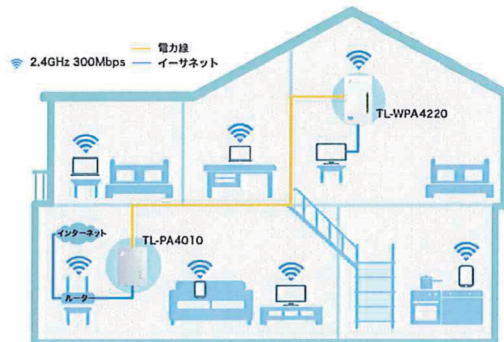 電力線
2.4GHz 300Mbps
イーサネット
TL-WPA4220
インターネット
TL-PA4010
ルーター